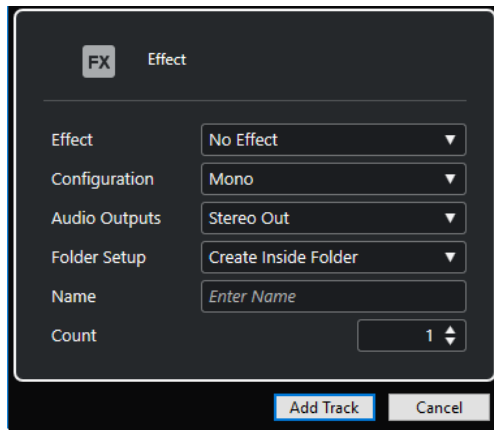 FX Effect
Effect No Effect
Configuration Mono
Audio Outputs Stereo Out
Folder Setup Create Inside Folder
Name Enter Name
Count 1
Add Track Cancel